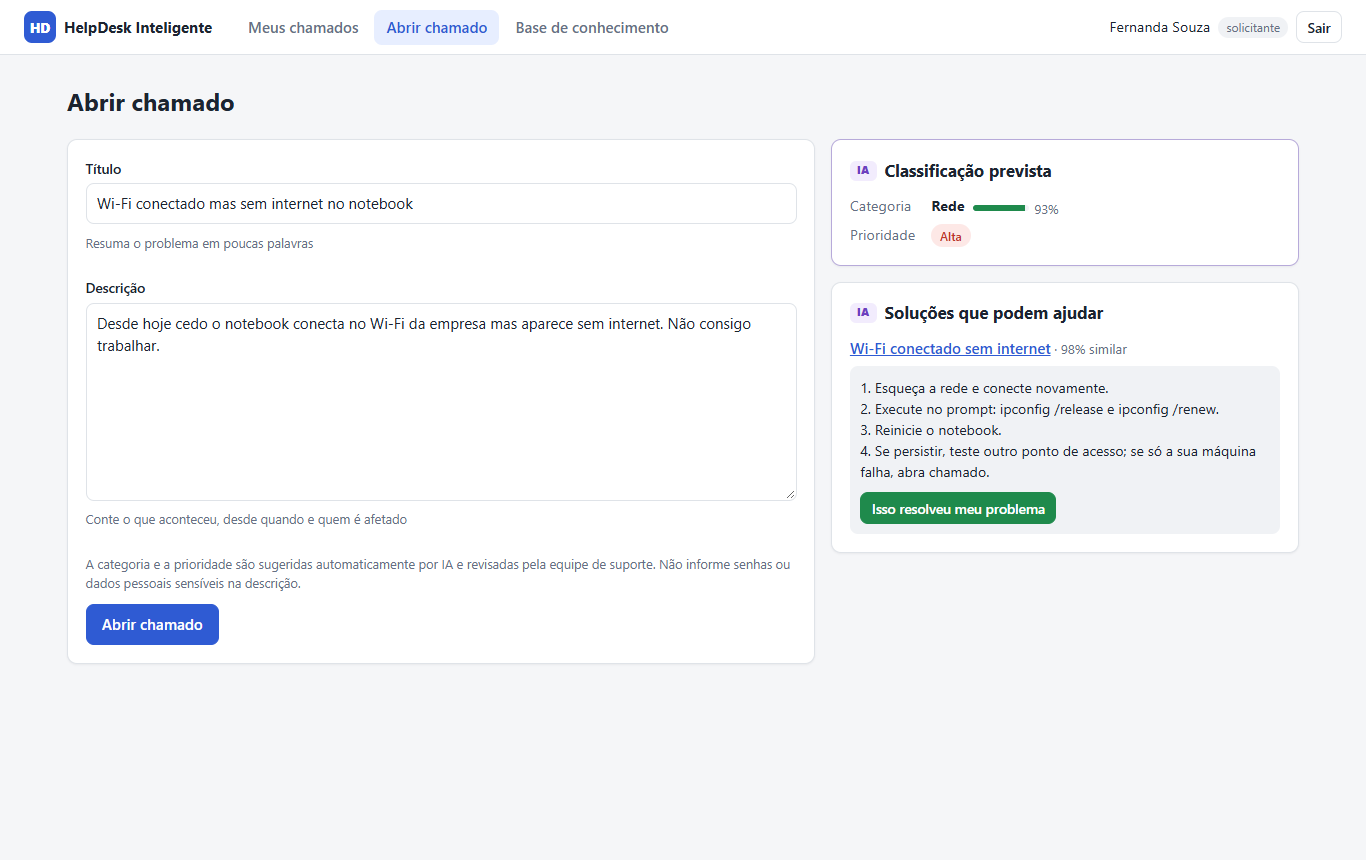 HD HelpDesk Inteligente Meus chamados Abrir chamado Base de conhecimento Fernanda Souza solicitante Sair
Abrir chamado
Título
Wi-Fi conectado mas sem internet no notebook
Resuma o problema em poucas palavras
Descrição
Desde hoje cedo o notebook conecta no Wi-Fi da empresa mas aparece sem internet. Não consigo
trabalhar.
Conte o que aconteceu, desde quando e quem é afetado
A categoria e a prioridade são sugeridas automaticamente por IA e revisadas pela equipe de suporte. Não informe senhas ou
dados pessoais sensíveis na descrição.
Abrir chamado
IA Classificação prevista
Categoria Rede 93%
Prioridade Alta
IA Soluções que podem ajudar
Wi-Fi conectado sem internet · 98% similar
1. Esqueça a rede e conecte novamente.
2. Execute no prompt: ipconfig /release e ipconfig /renew.
3. Reinicie o notebook.
4. Se persistir, teste outro ponto de acesso; se só a sua máquina
falha, abra chamado.
Isso resolveu meu problema